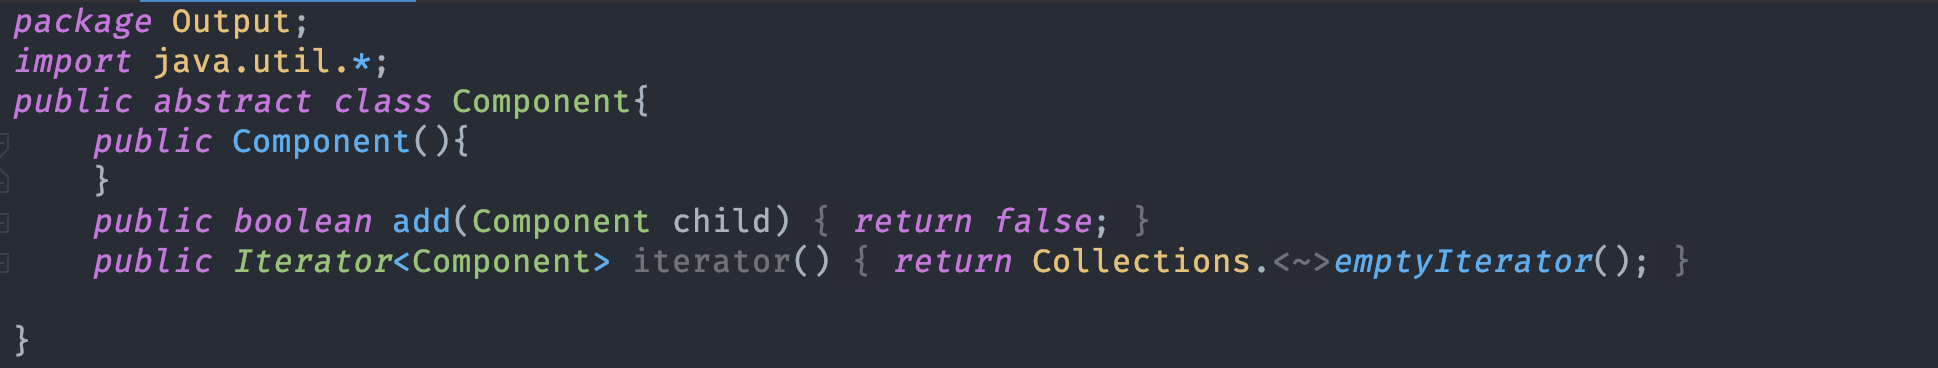 package Output;
import java.util.*;
public abstract class Component{
    public Component(){
    }
    public boolean add(Component child) { return false; }
    public Iterator<Component> iterator() { return Collections.<~>emptyIterator(); }
}